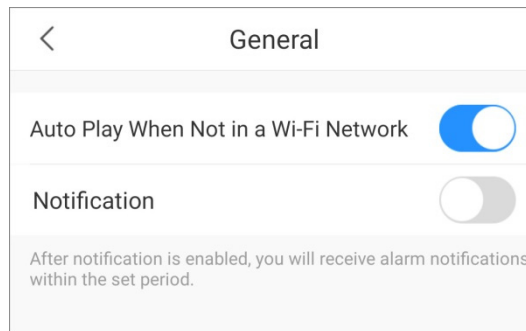 General
Auto Play When Not in a Wi-Fi Network
Notification
After notification is enabled, you will receive alarm notifications
within the set period.